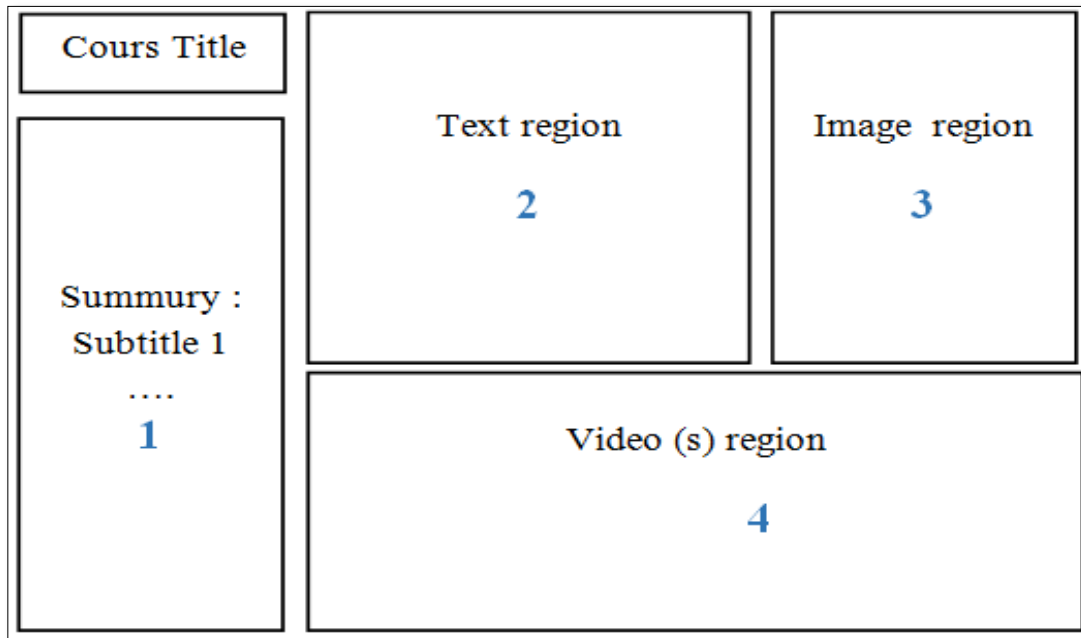 Cours Title
Summury :
Subtitle 1
....
1
Text region
2
Image region
3
Video (s) region
4